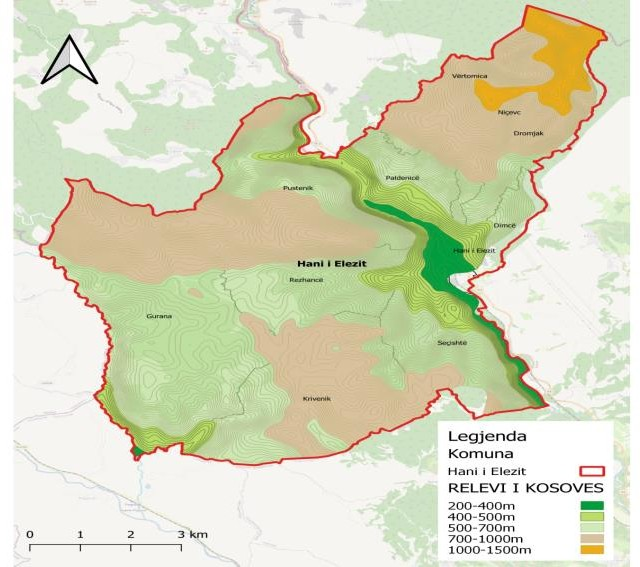 Vërtomica
Niçevc
Dromjak
Paldenicë
Pustenik
Dimcë
Hani i Elezit
Hani i Elezit
Rezhancë
Gurana
Seçishtë
Krivenik
Legjenda
Komuna
Hani i Elezit
RELEVI I KOSOVES
200-400m
400-500m
500-700m
700-1000m
1000-1500m
0 1 2 3 km